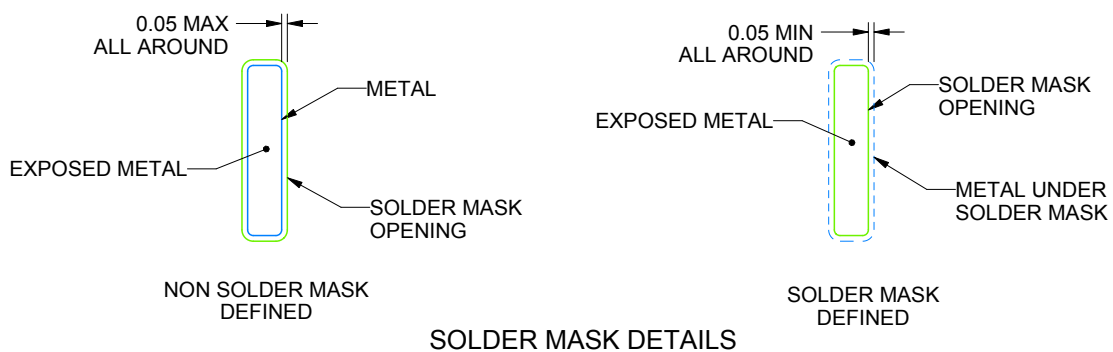 0.05 MAX
ALL AROUND
METAL
EXPOSED METAL
SOLDER MASK
OPENING
NON SOLDER MASK
DEFINED
0.05 MIN
ALL AROUND
SOLDER MASK
OPENING
EXPOSED METAL
METAL UNDER
SOLDER MASK
SOLDER MASK
DEFINED
SOLDER MASK DETAILS